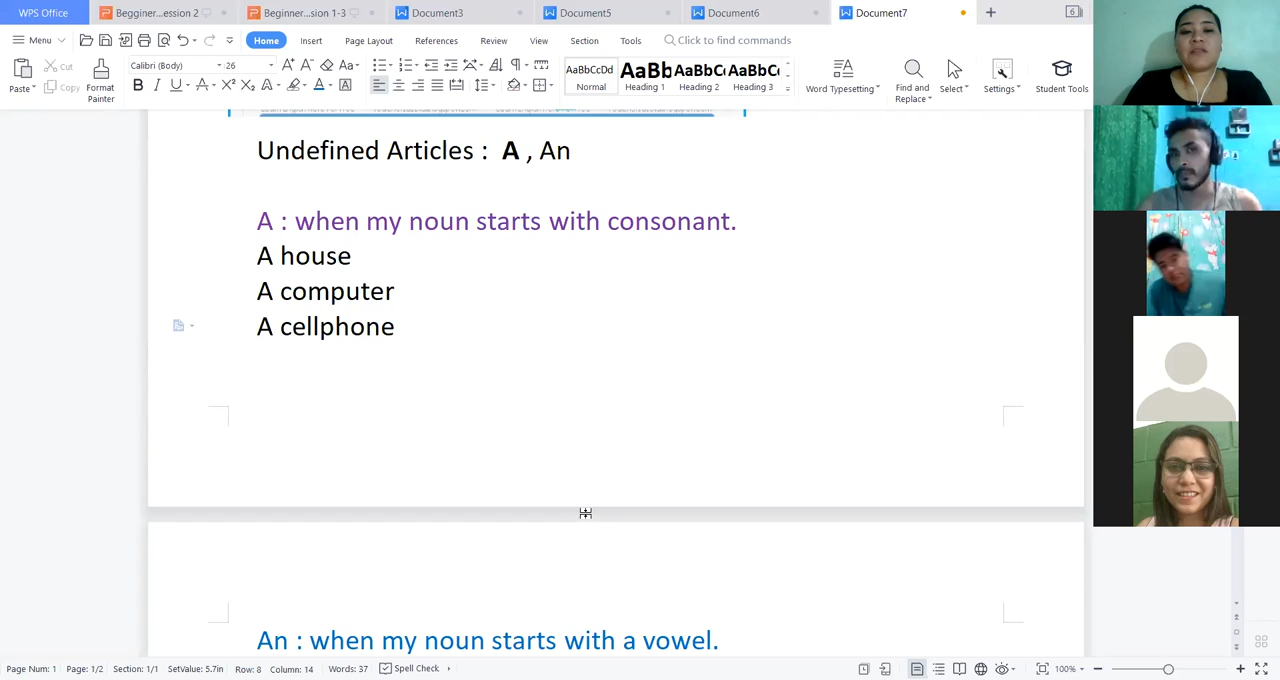 WPS Office
Begginer...ession 2
Beginner...sion 1-3
Document3
Document5
Document6
Document7
6
Menu
Home
Insert
Page Layout
References
Review
View
Section
Tools
Click to find commands
Paste
Cut
Copy
Format
Painter
Calibri (Body)
26
AaBbCcDd
Normal
AaBb
Heading 1
AaBbC
Heading 2
AaBbC
Heading 3
Word Typesetting
Find and
Replace
Select
Settings
Student Tools
Undefined Articles : A , An
A : when my noun starts with consonant.
A house
A computer
A cellphone
An : when my noun starts with a vowel.
Page Num: 1
Page: 1/2
Section: 1/1
SetValue: 5.7in
Row: 8
Column: 14
Words: 37
Spell Check
100%